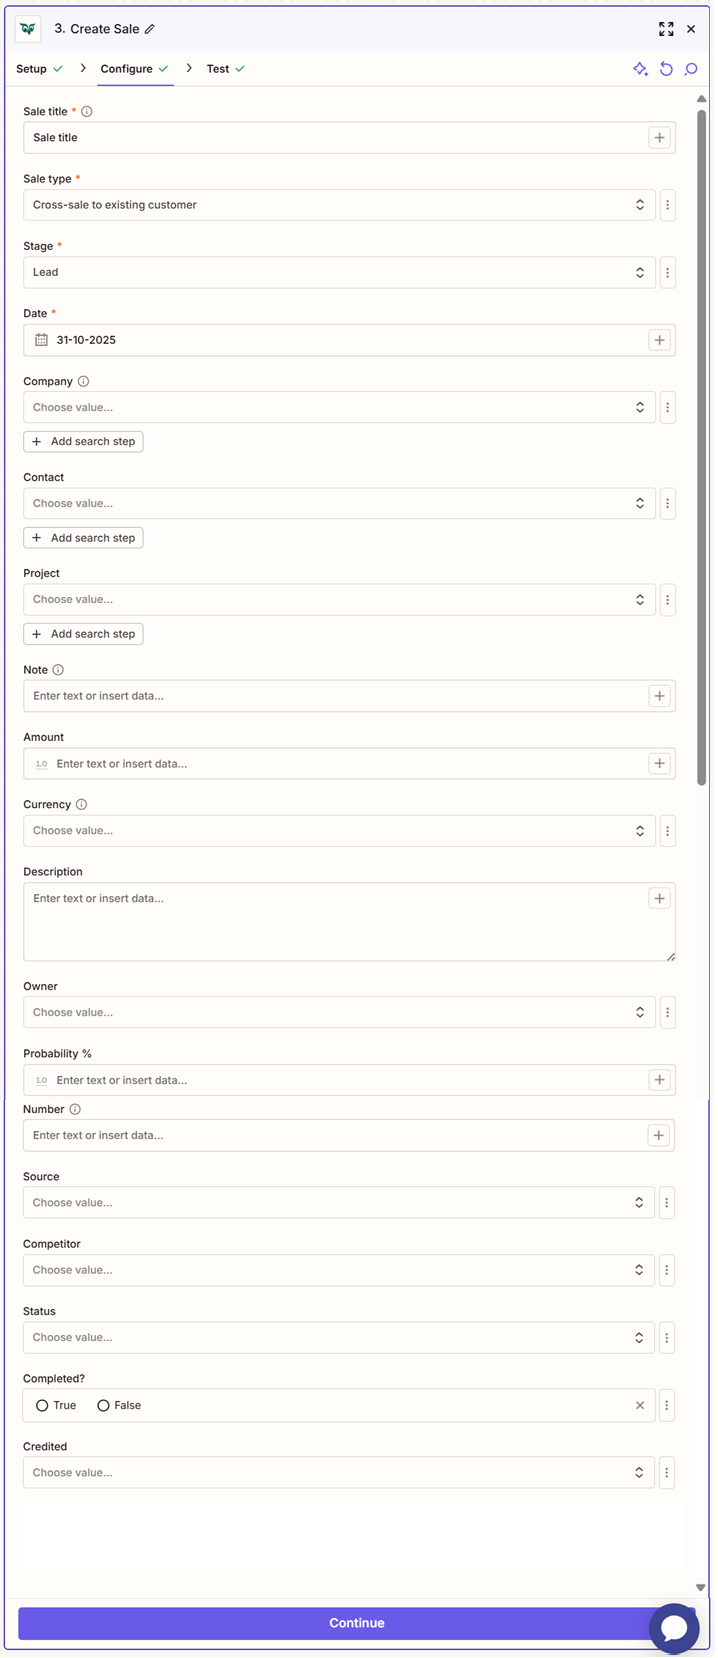 3. Create Sale
Setup
Configure
Test
Sale title *
Sale title
Sale type *
Cross-sale to existing customer
Stage *
Lead
Date *
31-10-2025
Company
Choose value...
+ Add search step
Contact
Choose value...
+ Add search step
Project
Choose value...
+ Add search step
Note
Enter text or insert data...
Amount
1.0 Enter text or insert data...
Currency
Choose value...
Description
Enter text or insert data...
Owner
Choose value...
Probability %
1.0 Enter text or insert data...
Number
Enter text or insert data...
Source
Choose value...
Competitor
Choose value...
Status
Choose value...
Completed?
True False
Credited
Choose value...
Continue